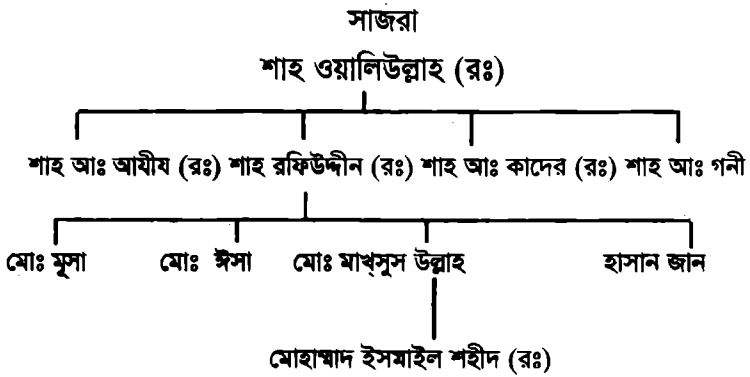 সাজরা
শাহ ওয়ালিউল্লাহ (রঃ)
শাহ আঃ আযীয (রঃ) শাহ রফিউদ্দীন (রঃ) শাহ আঃ কাদের (রঃ) শাহ আঃ গনী
মোঃ মূসা মোঃ ঈসা মোঃ মাখ্সুস উল্লাহ হাসান জান
মোহাম্মাদ ইসমাইল শহীদ (রঃ)